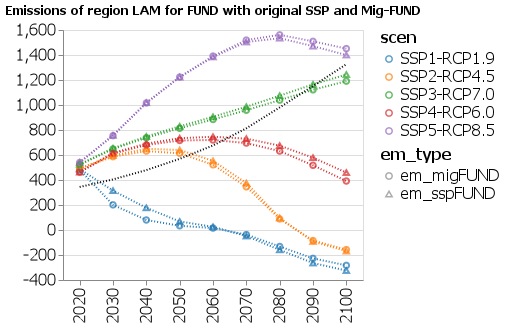 Emissions of region LAM for FUND with original SSP and Mig-FUND
1,600
1,400
1,200
1,000
800
600
400
200
0
-200
-400
2020
2030
2040
2050
2060
2070
2080
2090
2100
scen
SSP1-RCP1.9
SSP2-RCP4.5
SSP3-RCP7.0
SSP4-RCP6.0
SSP5-RCP8.5
em_type
em_migFUND
em_sspFUND